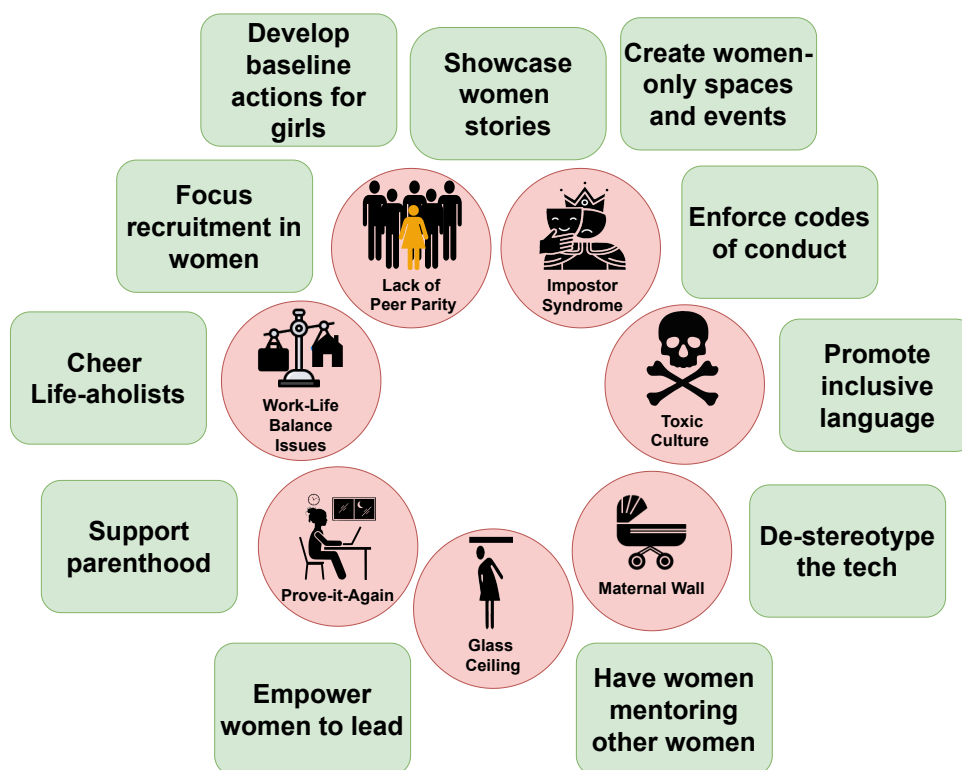 Develop
baseline
actions for
girls
Showcase
women
stories
Create women-
only spaces
and events
Focus
recruitment in
women
Lack of
Peer Parity
Impostor
Syndrome
Enforce codes
of conduct
Cheer
Life-aholists
Work-Life
Balance
Issues
Toxic
Culture
Promote
inclusive
language
Support
parenthood
Prove-it-Again
Glass
Ceiling
Maternal Wall
De-stereotype
the tech
Empower
women to lead
Have women
mentoring
other women